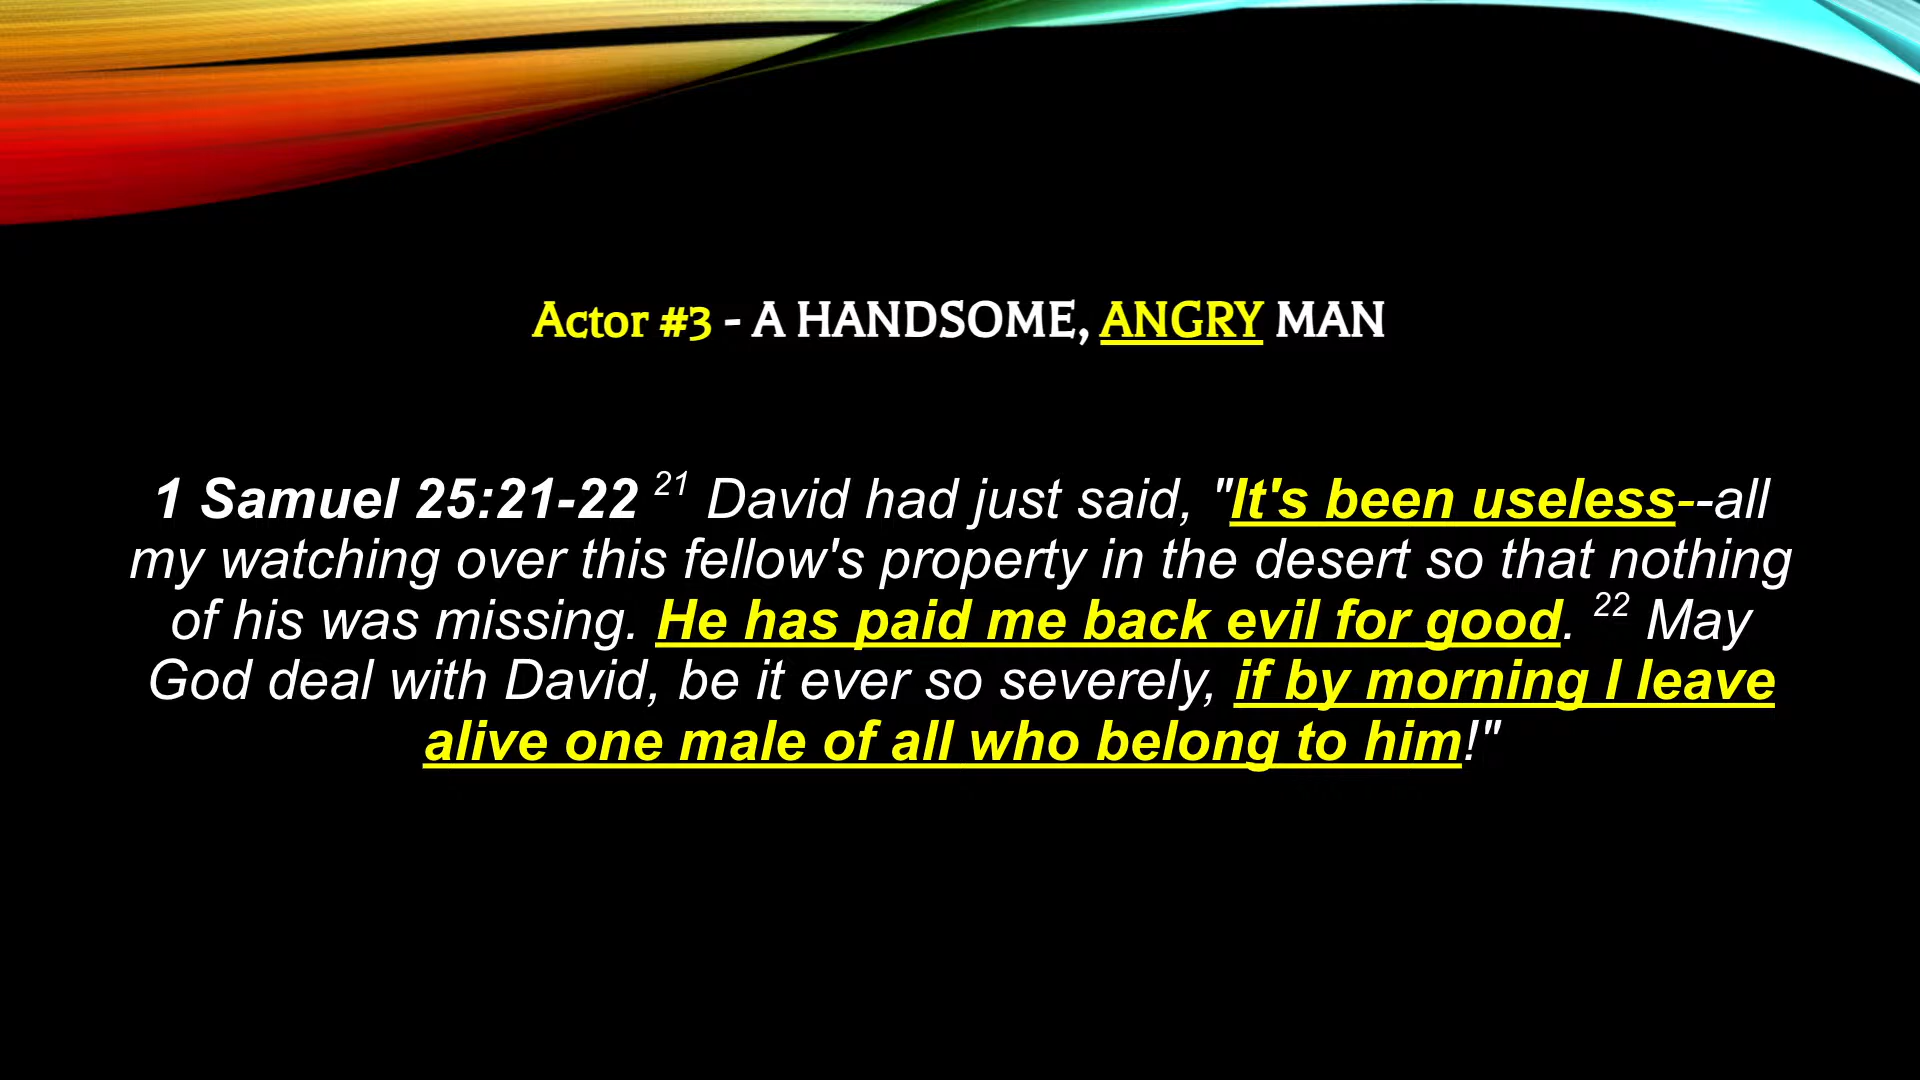 Actor #3 - A HANDSOME, ANGRY MAN
1 Samuel 25:21-22 21 David had just said, "It's been useless--all
my watching over this fellow's property in the desert so that nothing
of his was missing. He has paid me back evil for good. 22 May
God deal with David, be it ever so severely, if by morning I leave
alive one male of all who belong to him!"